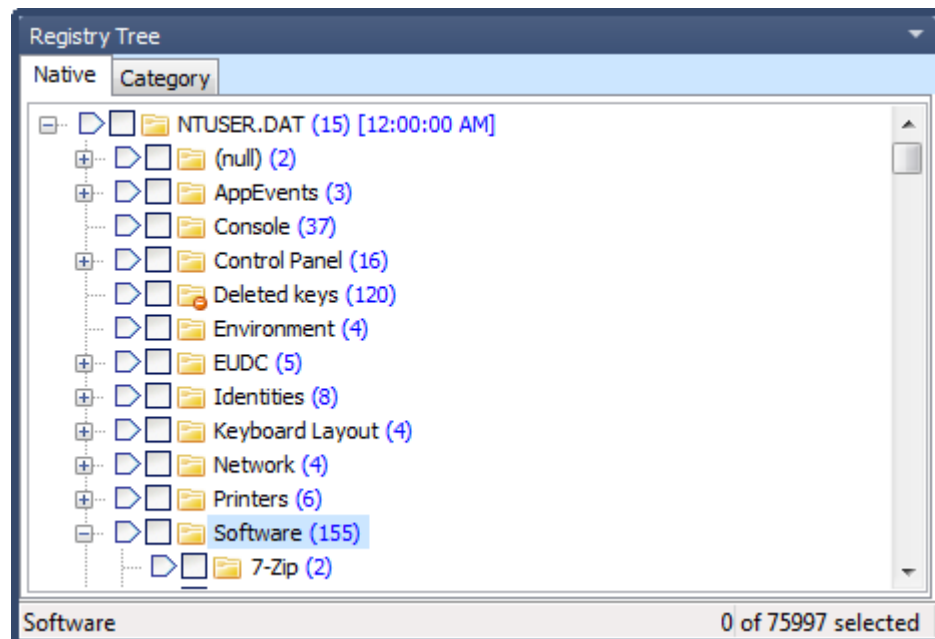 Registry Tree
Native Category
NTUSER.DAT (15) [12:00:00 AM]
(null) (2)
AppEvents (3)
Console (37)
Control Panel (16)
Deleted keys (120)
Environment (4)
EUDC (5)
Identities (8)
Keyboard Layout (4)
Network (4)
Printers (6)
Software (155)
7-Zip (2)
Software 0 of 75997 selected